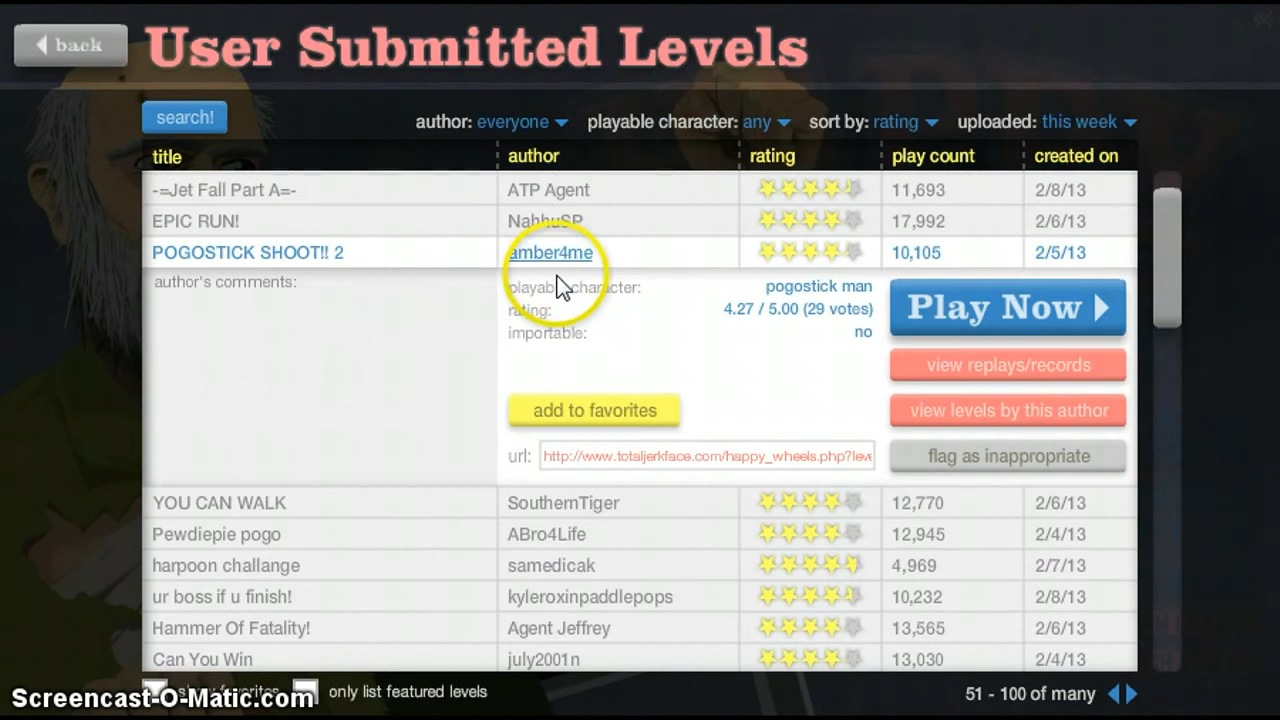 back
User Submitted Levels
search!
author: everyone playable character: any sort by: rating uploaded: this week
title author rating play count created on
-=Jet Fall Part A=- ATP Agent 11,693 2/8/13
EPIC RUN! NahhuSP 17,992 2/6/13
POGOSTICK SHOOT!! 2 amber4me 10,105 2/5/13
author's comments:
playable character: pogostick man
rating: 4.27 / 5.00 (29 votes)
importable: no
Play Now
view replays/records
add to favorites
view levels by this author
url: http://www.totaljerkface.com/happy_wheels.php?leve
flag as inappropriate
YOU CAN WALK SouthernTiger 12,770 2/6/13
Pewdiepie pogo ABro4Life 12,945 2/4/13
harpoon challange samedicak 4,969 2/7/13
ur boss if u finish! kyleroxinpaddlepops 10,232 2/8/13
Hammer Of Fatality! Agent Jeffrey 13,565 2/6/13
Can You Win july2001n 13,030 2/4/13
only list featured levels 51 - 100 of many
Screencast-O-Matic.com